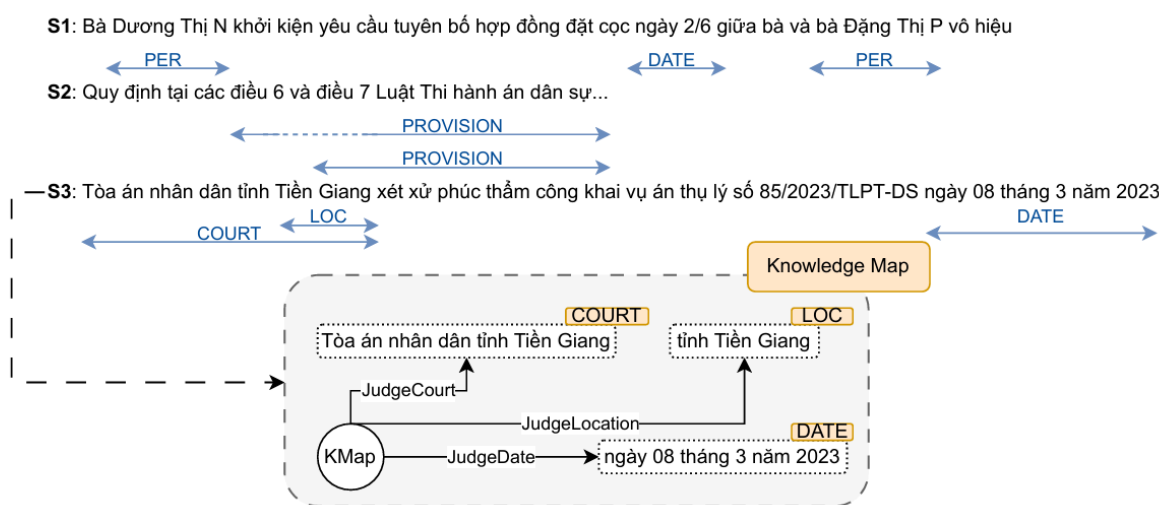 S1: Bà Dương Thị N khởi kiện yêu cầu tuyên bố hợp đồng đặt cọc ngày 2/6 giữa bà và bà Đặng Thị P vô hiệu
PER DATE PER
S2: Quy định tại các điều 6 và điều 7 Luật Thi hành án dân sự...
PROVISION
PROVISION
S3: Tòa án nhân dân tỉnh Tiền Giang xét xử phúc thẩm công khai vụ án thụ lý số 85/2023/TLPT-DS ngày 08 tháng 3 năm 2023
LOC DATE
COURT
Knowledge Map
COURT LOC
Tòa án nhân dân tỉnh Tiền Giang tỉnh Tiền Giang
JudgeCourt
JudgeLocation
DATE
KMap JudgeDate ngày 08 tháng 3 năm 2023